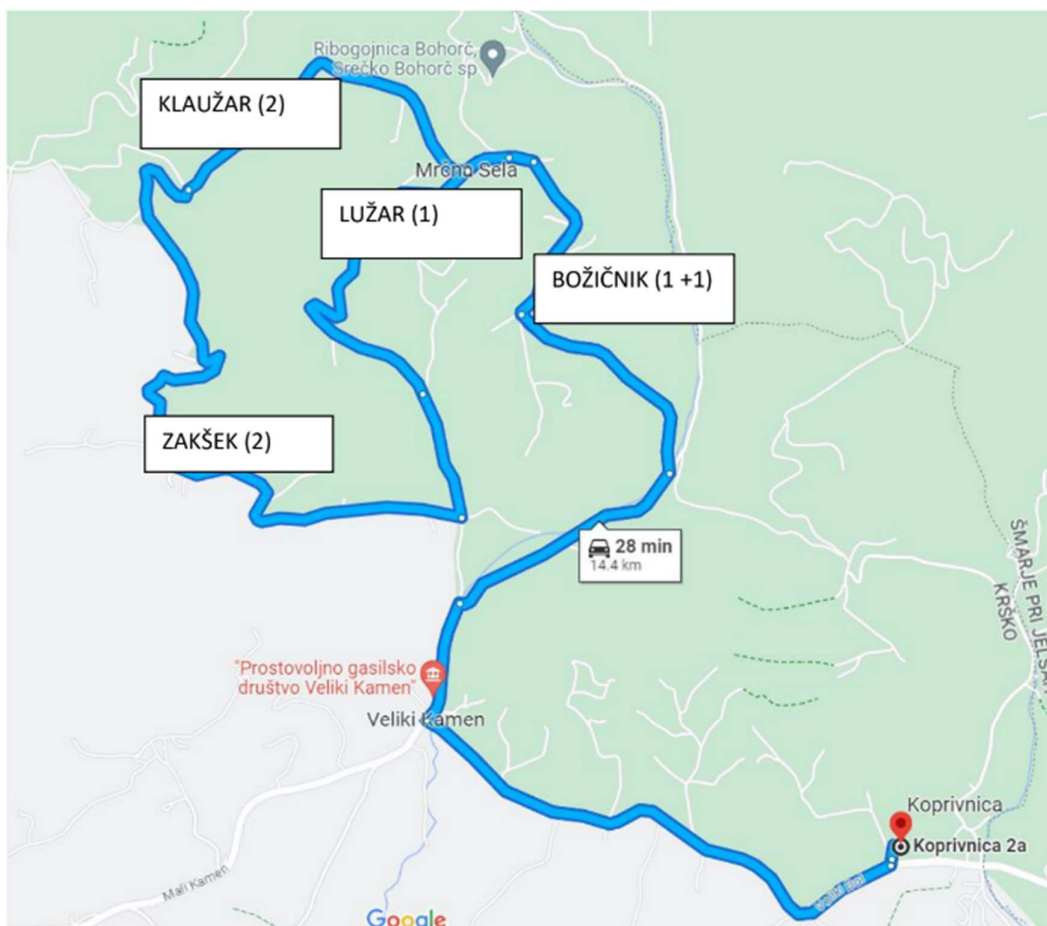 Ribogojnica Bohorč,
Srečko Bohorč sp
KLAUŽAR (2)
Mrčna Sela
LUŽAR (1)
BOŽIČNIK (1 +1)
ZAKŠEK (2)
28 min
14.4 km
ŠMARJE PRI JELŠAH
KRŠKO
"Prostovoljno gasilsko
društvo Veliki Kamen"
Veliki Kamen
Koprivnica
Koprivnica 2a
Mali Kamen
Google